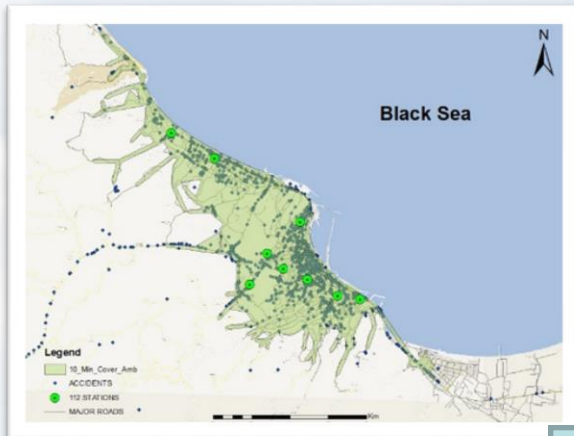 N
Black Sea
Legend
10_Min_Cover_Amb
ACCIDENTS
112 STATIONS
MAJOR ROADS
Km